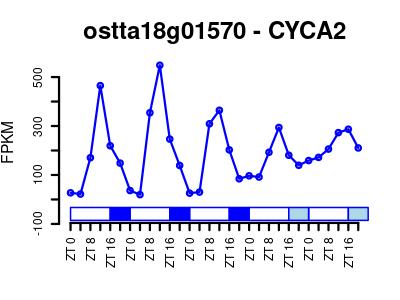 ostta18g01570 - CYCA2
FPKM
500
300
100
-100
ZT 0
ZT 8
ZT 16
ZT 0
ZT 8
ZT 16
ZT 0
ZT 8
ZT 16
ZT 0
ZT 8
ZT 16
ZT 0
ZT 8
ZT 16